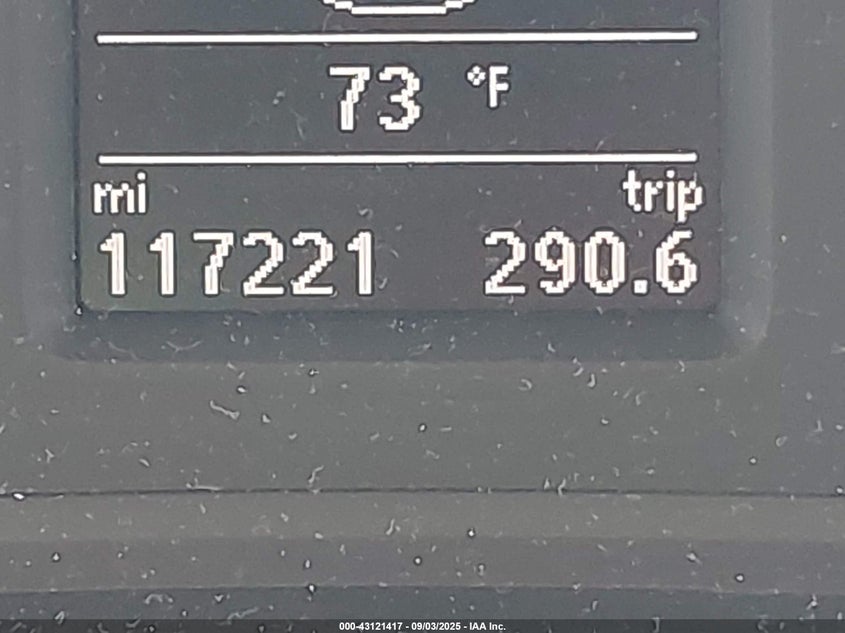 73 °F
mi trip
117221 290.6
000-43121417 - 09/03/2025 - IAA Inc.